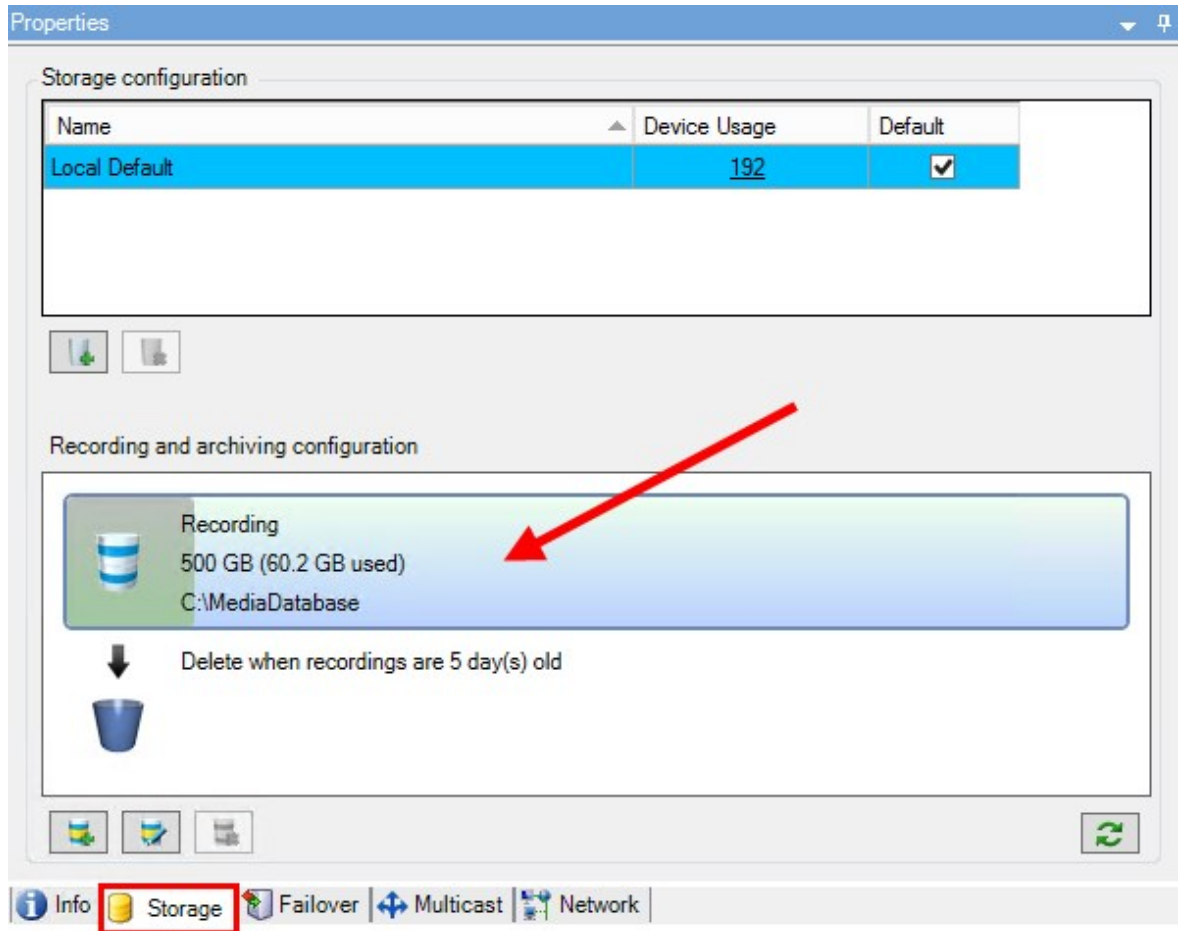 Properties
Storage configuration
Name Device Usage Default
Local Default 192
Recording and archiving configuration
Recording
500 GB (60.2 GB used)
C:\MediaDatabase
Delete when recordings are 5 day(s) old
Info Storage Failover Multicast Network